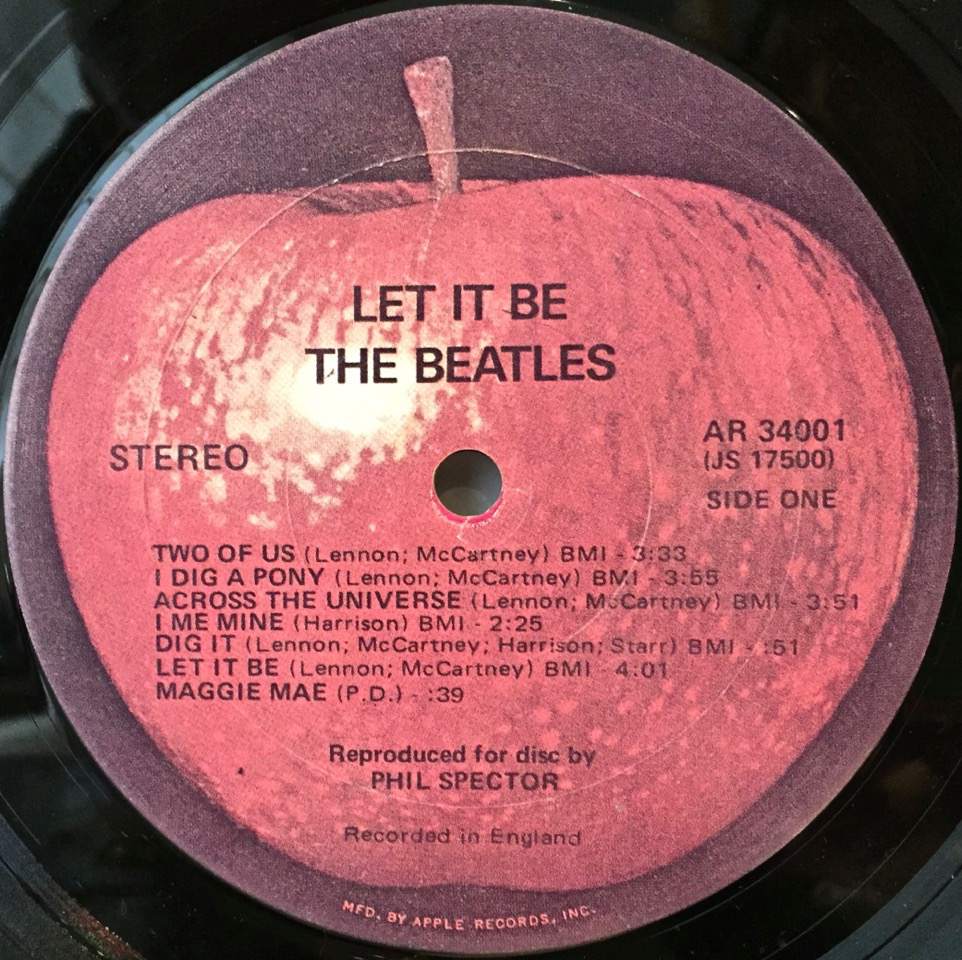 LET IT BE
THE BEATLES
STEREO
AR 34001
(JS 17500)
SIDE ONE
TWO OF US (Lennon; McCartney) BMI - 3:33
I DIG A PONY (Lennon; McCartney) BMI - 3:55
ACROSS THE UNIVERSE (Lennon; McCartney) BMI - 3:51
I ME MINE (Harrison) BMI - 2:25
DIG IT (Lennon; McCartney; Harrison; Starr) BMI - :51
LET IT BE (Lennon; McCartney) BMI - 4:01
MAGGIE MAE (P.D.) - :39
Reproduced for disc by
PHIL SPECTOR
Recorded in England
MFD. BY APPLE RECORDS, INC.